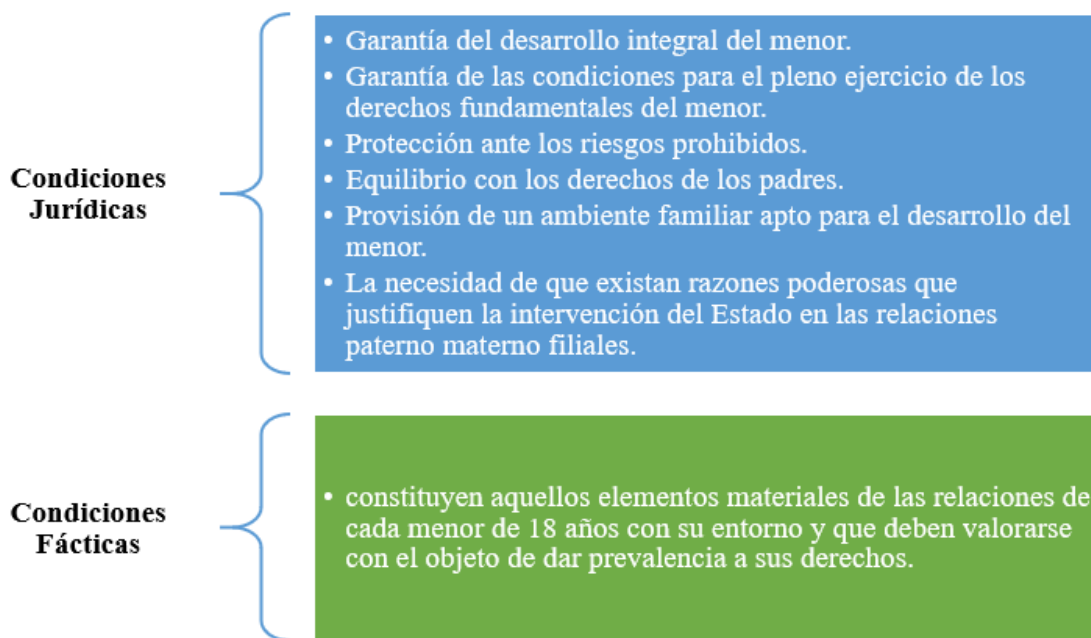 Condiciones
Jurídicas
• Garantía del desarrollo integral del menor.
• Garantía de las condiciones para el pleno ejercicio de los
derechos fundamentales del menor.
• Protección ante los riesgos prohibidos.
• Equilibrio con los derechos de los padres.
• Provisión de un ambiente familiar apto para el desarrollo del
menor.
• La necesidad de que existan razones poderosas que
justifiquen la intervención del Estado en las relaciones
paterno materno filiales.
Condiciones
Fácticas
• constituyen aquellos elementos materiales de las relaciones de
cada menor de 18 años con su entorno y que deben valorarse
con el objeto de dar prevalencia a sus derechos.